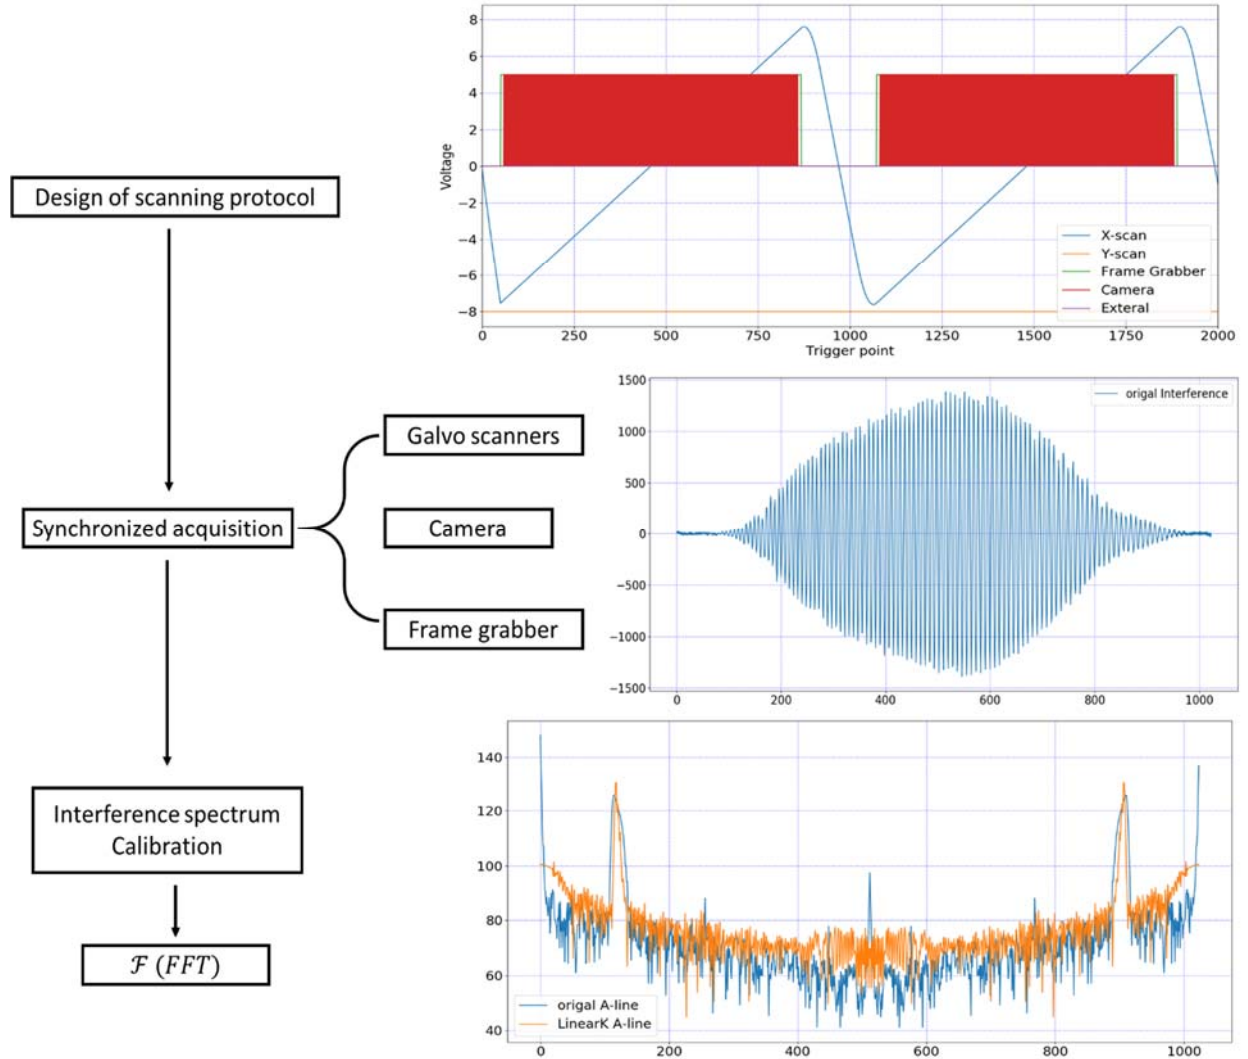 Design of scanning protocol
Synchronized acquisition
Galvo scanners
Camera
Frame grabber
Interference spectrum
Calibration
ℱ (FFT)
8
6
4
2
0
−2
−4
−6
−8
Voltage
0 250 500 750 1000 1250 1500 1750 2000
Trigger point
X-scan
Y-scan
Frame Grabber
Camera
Exteral
1500
1000
500
0
−500
−1000
−1500
0 200 400 600 800 1000
origal Interference
140
120
100
80
60
40
0 200 400 600 800 1000
origal A-line
LinearK A-line